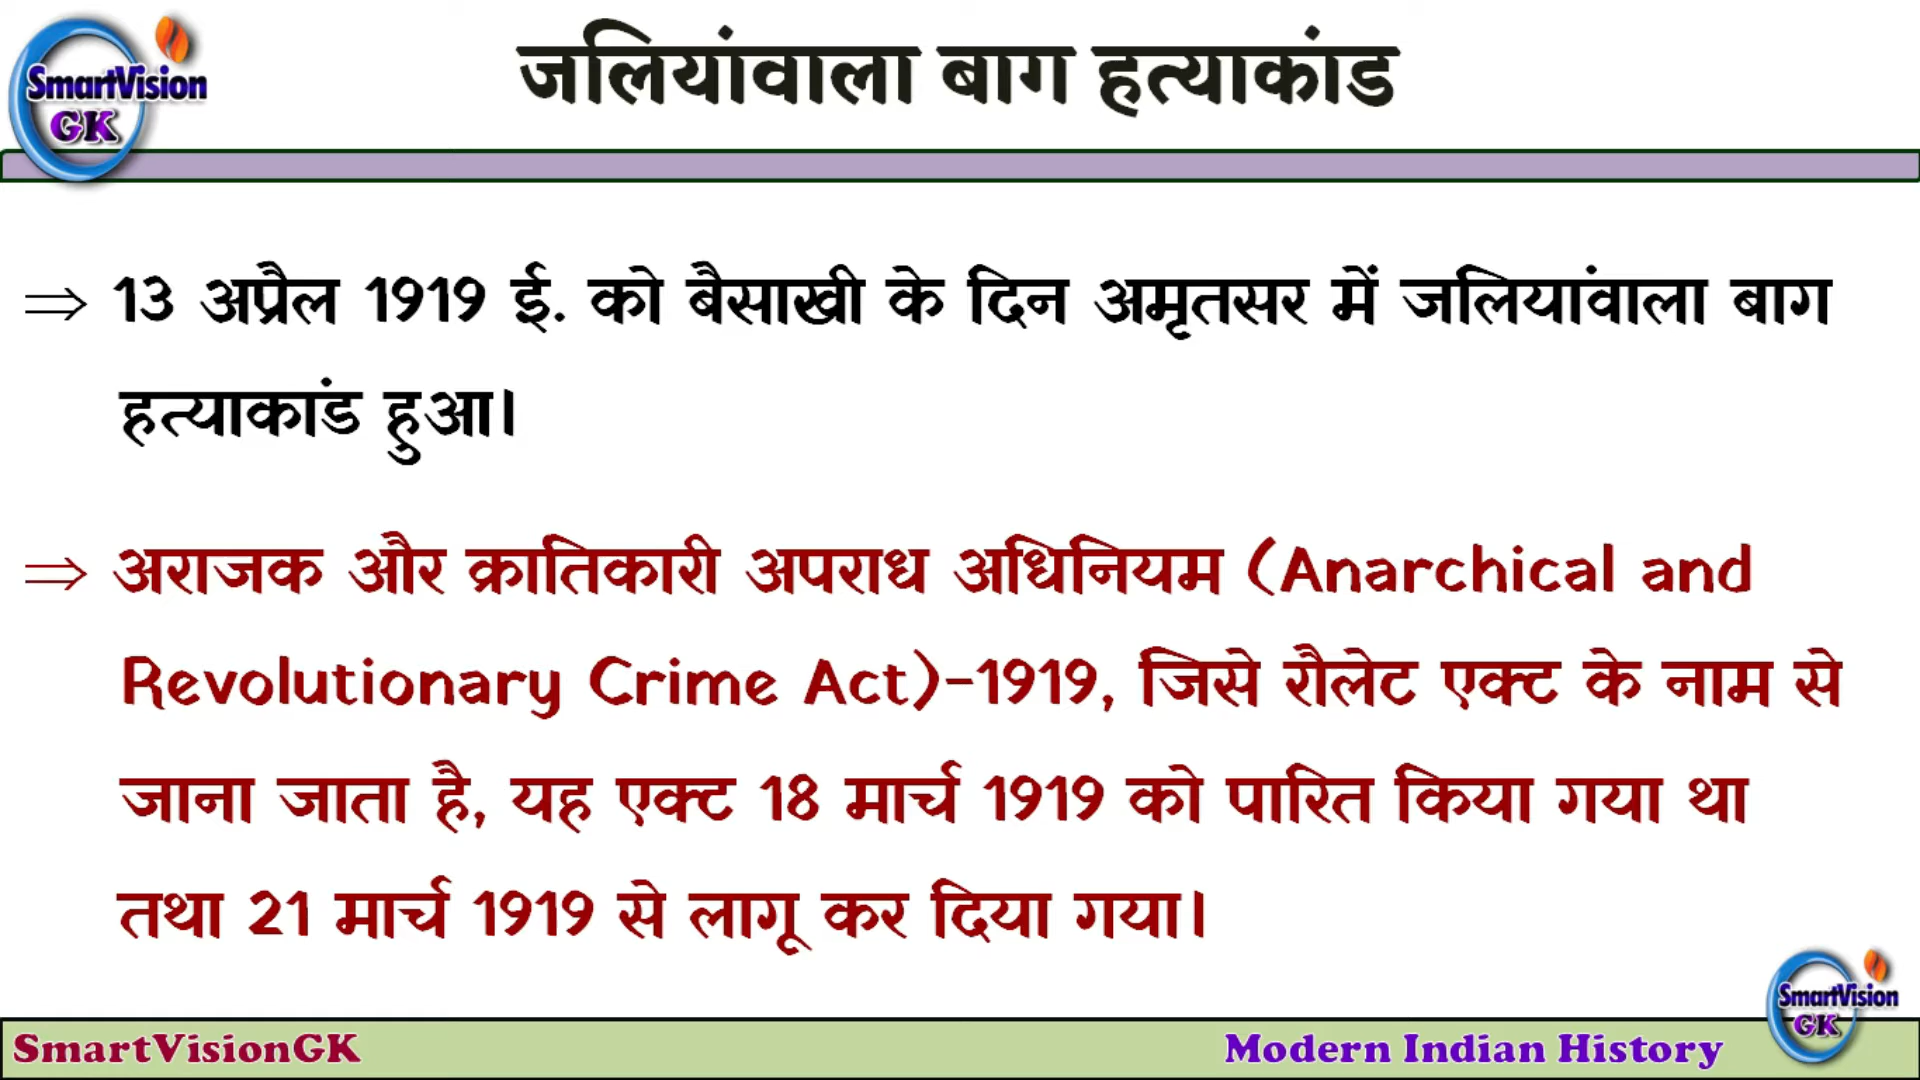 SmartVision
GK
जलियांवाला बाग हत्याकांड
⇒ 13 अप्रैल 1919 ई. को बैसाखी के दिन अमृतसर में जलियांवाला बाग
हत्याकांड हुआ।
⇒ अराजक और क्रातिकारी अपराध अधिनियम (Anarchical and
Revolutionary Crime Act)-1919, जिसे रौलेट एक्ट के नाम से
जाना जाता है, यह एक्ट 18 मार्च 1919 को पारित किया गया था
तथा 21 मार्च 1919 से लागू कर दिया गया।
SmartVision
GK
SmartVisionGK
Modern Indian History